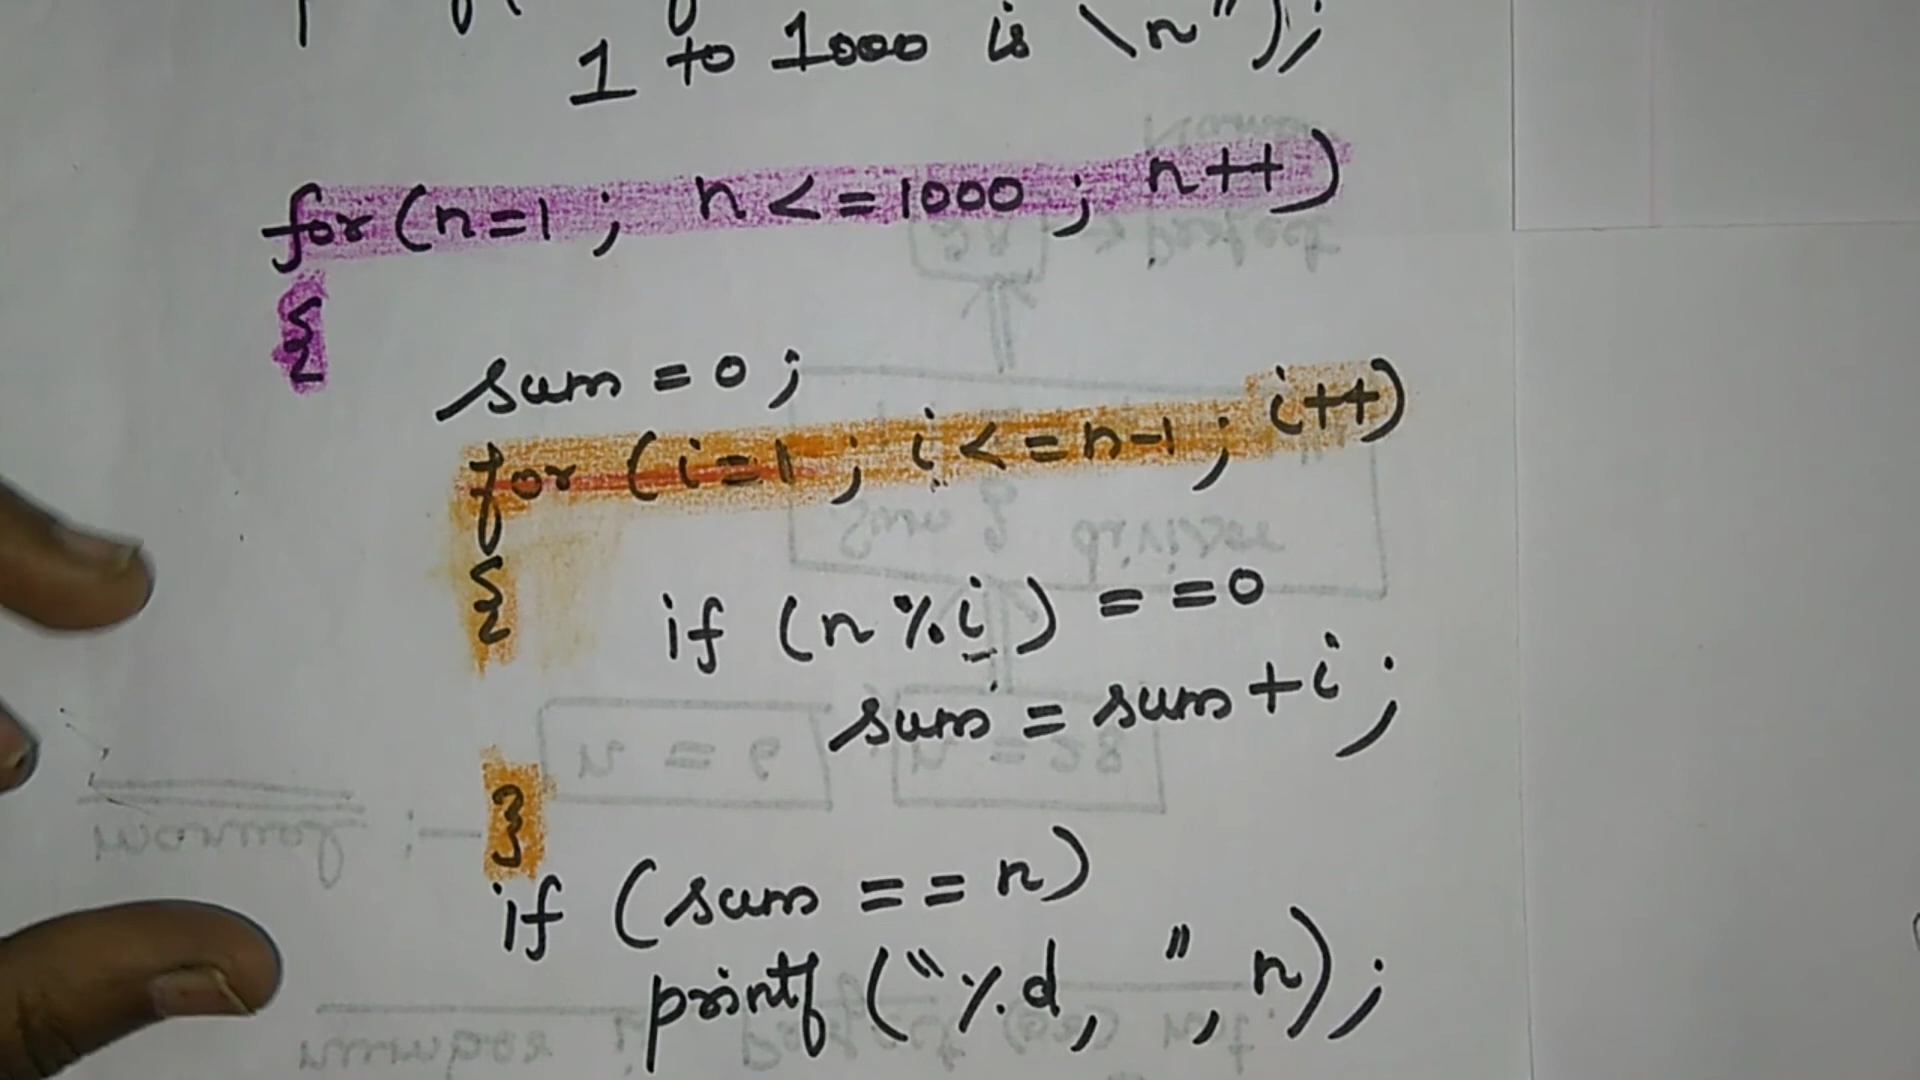 1 to 1000 is \n");
for (n=1; n<=1000; n++)
{
sum = 0;
for (i=1; i<=n-1; i++)
{
if (n%i) = =0
sum = sum+i;
}
if (sum == n)
printf ("%d, ", n);